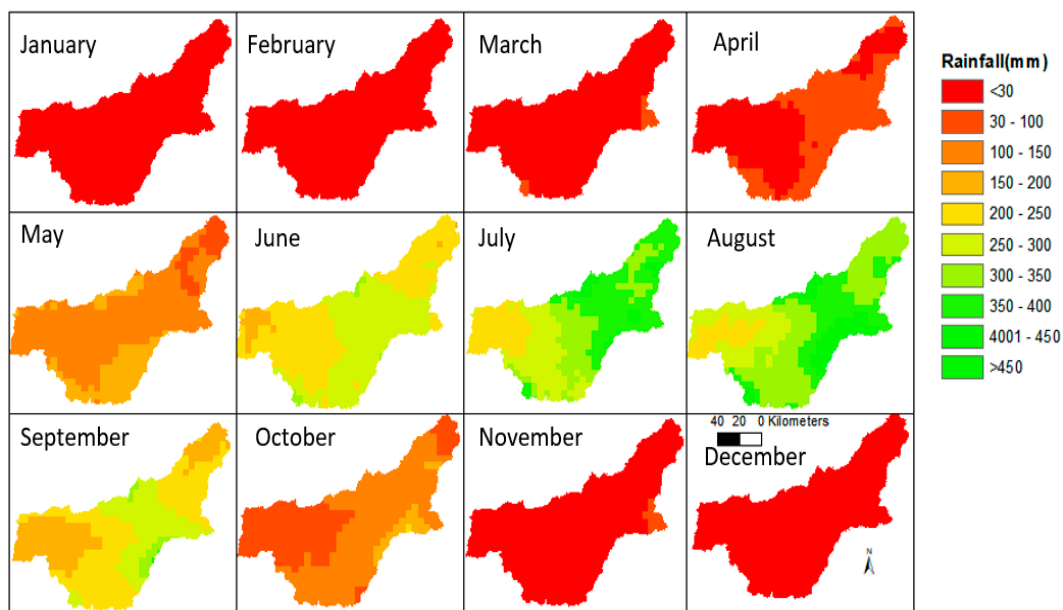 January
February
March
April
May
June
July
August
September
October
November
40 20 0 Kilometers
December
N
Rainfall(mm)
<30
30 - 100
100 - 150
150 - 200
200 - 250
250 - 300
300 - 350
350 - 400
4001 - 450
>450